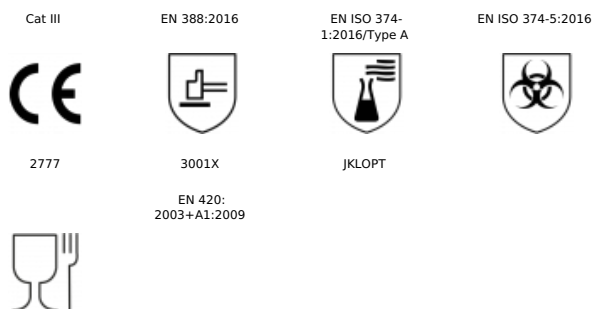 Cat III
EN 388:2016
EN ISO 374-
1:2016/Type A
EN ISO 374-5:2016
CE
2777
3001X
JKLOPT
EN 420:
2003+A1:2009